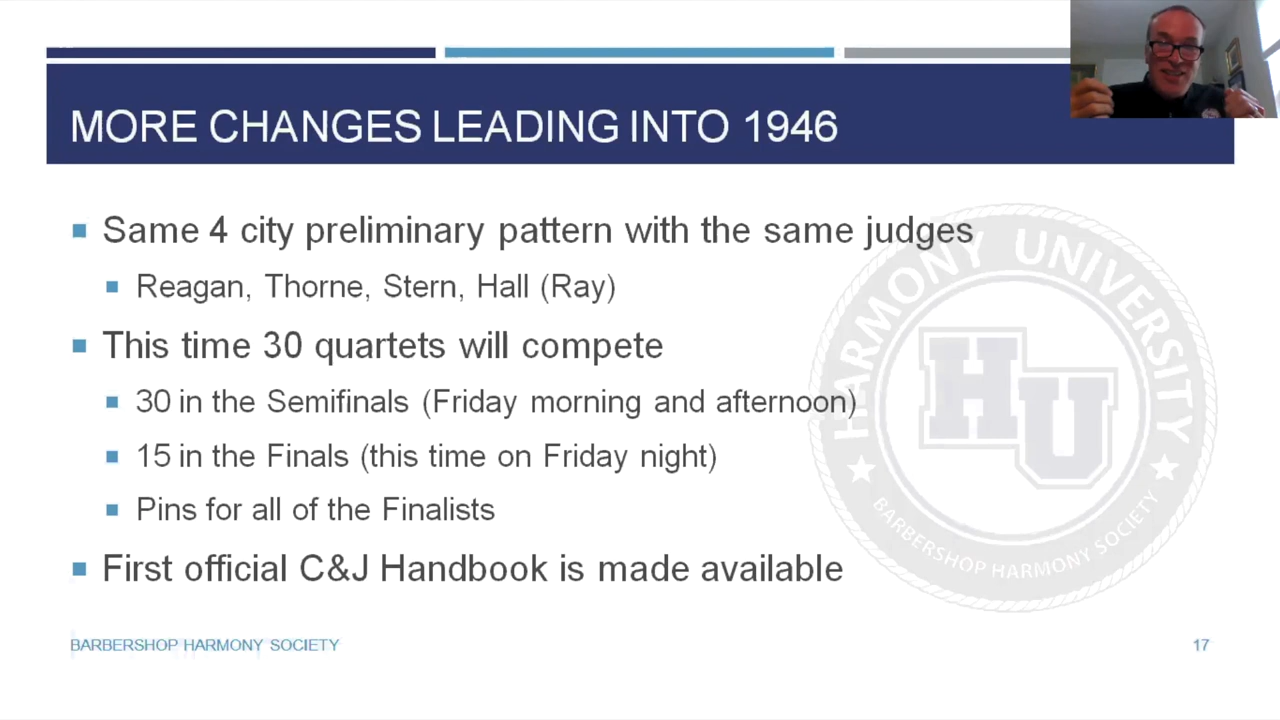 MORE CHANGES LEADING INTO 1946
Same 4 city preliminary pattern with the same judges
Reagan, Thorne, Stern, Hall (Ray)
This time 30 quartets will compete
30 in the Semifinals (Friday morning and afternoon)
15 in the Finals (this time on Friday night)
Pins for all of the Finalists
First official C&J Handbook is made available
HARMONY UNIVERSITY
HU
BARBERSHOP HARMONY SOCIETY
BARBERSHOP HARMONY SOCIETY
17